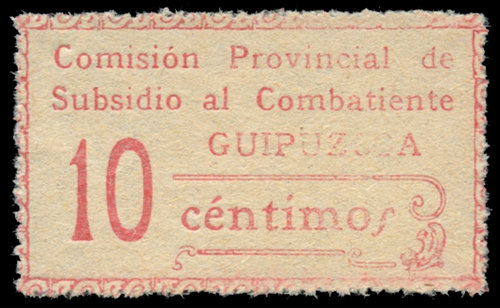 Comisión Provincial de
Subsidio al Combatiente
GUIPUZCOA
10 céntimos